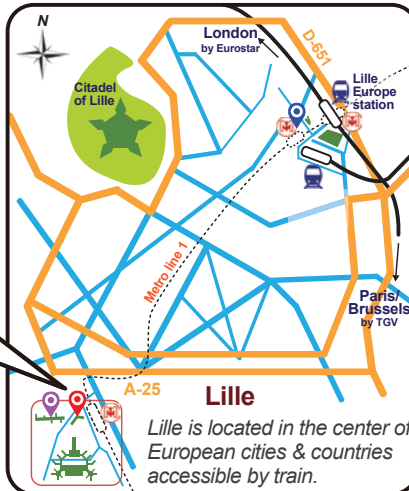 N
London
by Eurostar
D-651
Citadel
of Lille
Lille
Europe
station
Metro line 1
Paris/
Brussels
by TGV
A-25
Lille
Lille is located in the center of
European cities & countries
accessible by train.